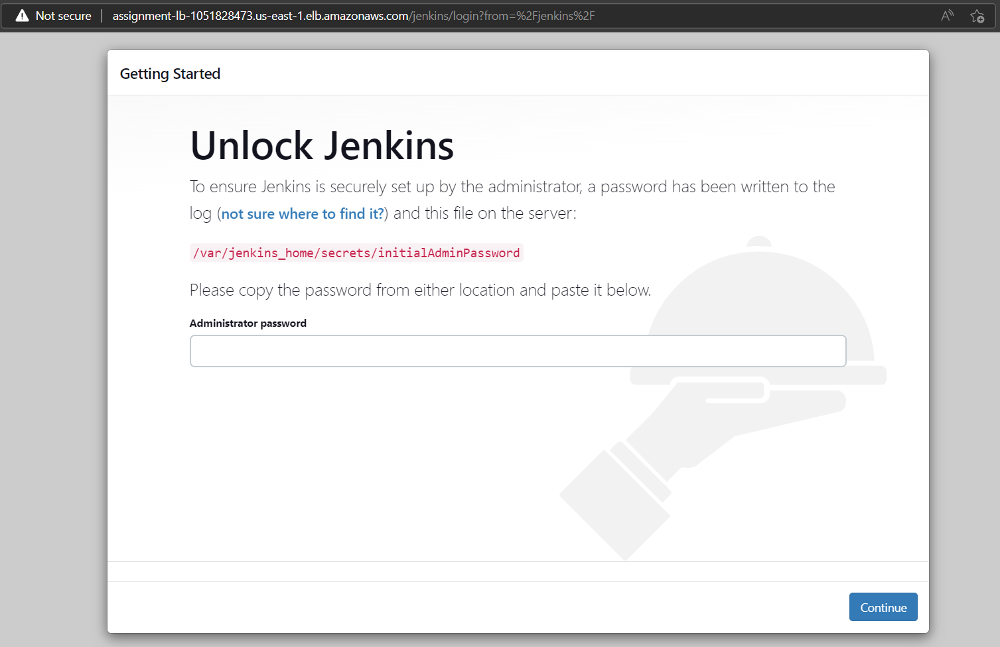 Not secure | assignment-lb-1051828473.us-east-1.elb.amazonaws.com/jenkins/login?from=%2Fjenkins%2F
Getting Started
Unlock Jenkins
To ensure Jenkins is securely set up by the administrator, a password has been written to the
log (not sure where to find it?) and this file on the server:
/var/jenkins_home/secrets/initialAdminPassword
Please copy the password from either location and paste it below.
Administrator password
Continue